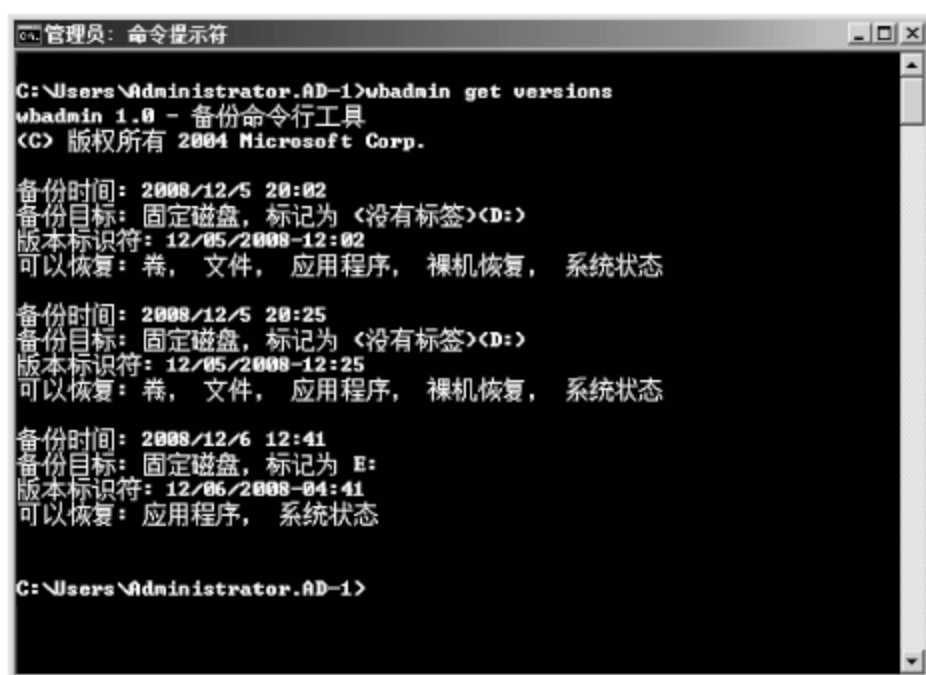 管理员: 命令提示符
C:\Users\Administrator.AD-1>wbadmin get versions
wbadmin 1.0 - 备份命令行工具
(C) 版权所有 2004 Microsoft Corp.
备份时间: 2008/12/5 20:02
备份目标: 固定磁盘, 标记为 <没有标签>(D:)
版本标识符: 12/05/2008-12:02
可以恢复: 卷, 文件, 应用程序, 裸机恢复, 系统状态
备份时间: 2008/12/5 20:25
备份目标: 固定磁盘, 标记为 <没有标签>(D:)
版本标识符: 12/05/2008-12:25
可以恢复: 卷, 文件, 应用程序, 裸机恢复, 系统状态
备份时间: 2008/12/6 12:41
备份目标: 固定磁盘, 标记为 E:
版本标识符: 12/06/2008-04:41
可以恢复: 应用程序, 系统状态
C:\Users\Administrator.AD-1>